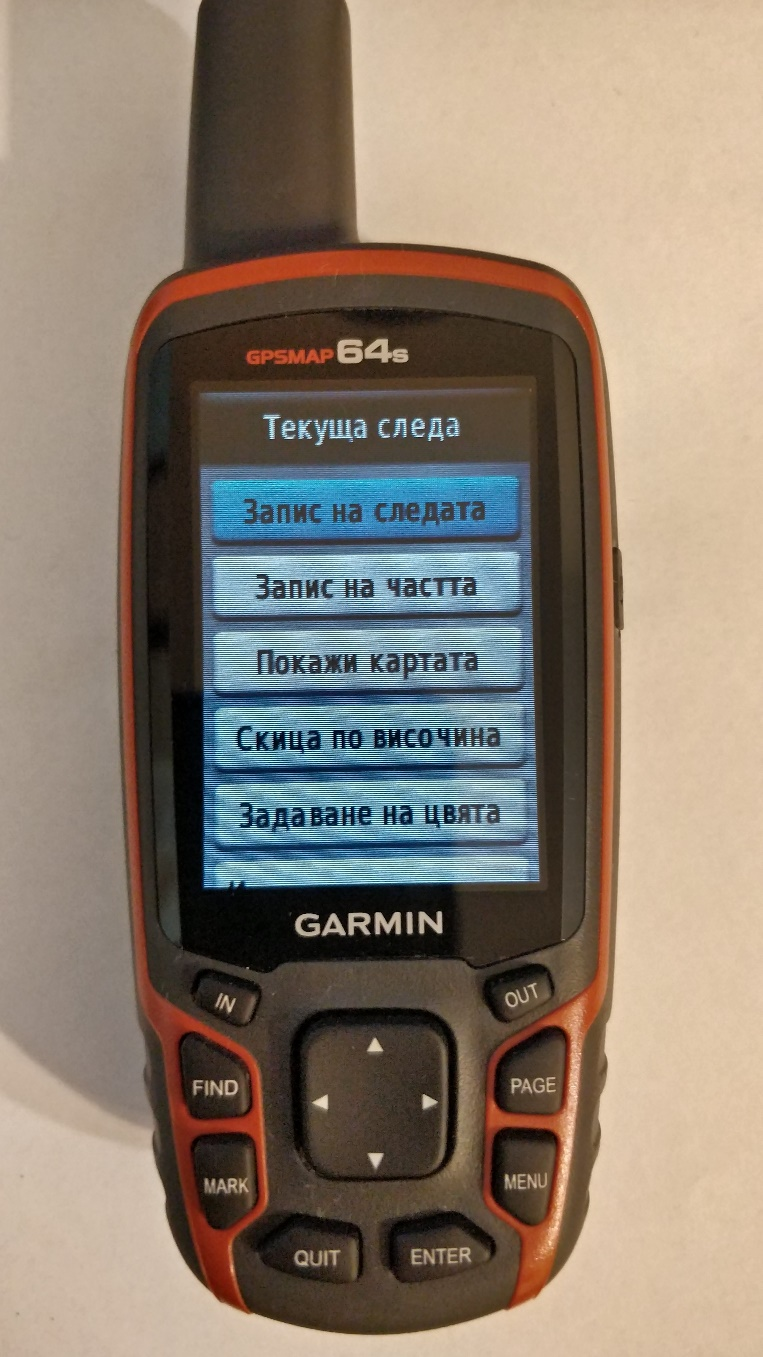 GPSMAP 64s
Текуща следа
Запис на следата
Запис на частта
Покажи картата
Скица по височина
Задаване на цвята
GARMIN
IN
OUT
FIND
PAGE
MARK
MENU
QUIT
ENTER